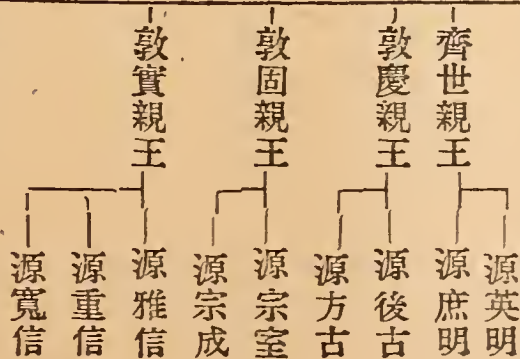 齊世親王
源英明
源庶明
敦慶親王
源後古
源方古
敦固親王
源宗室
源宗成
敦實親王
源雅信
源重信
源寬信